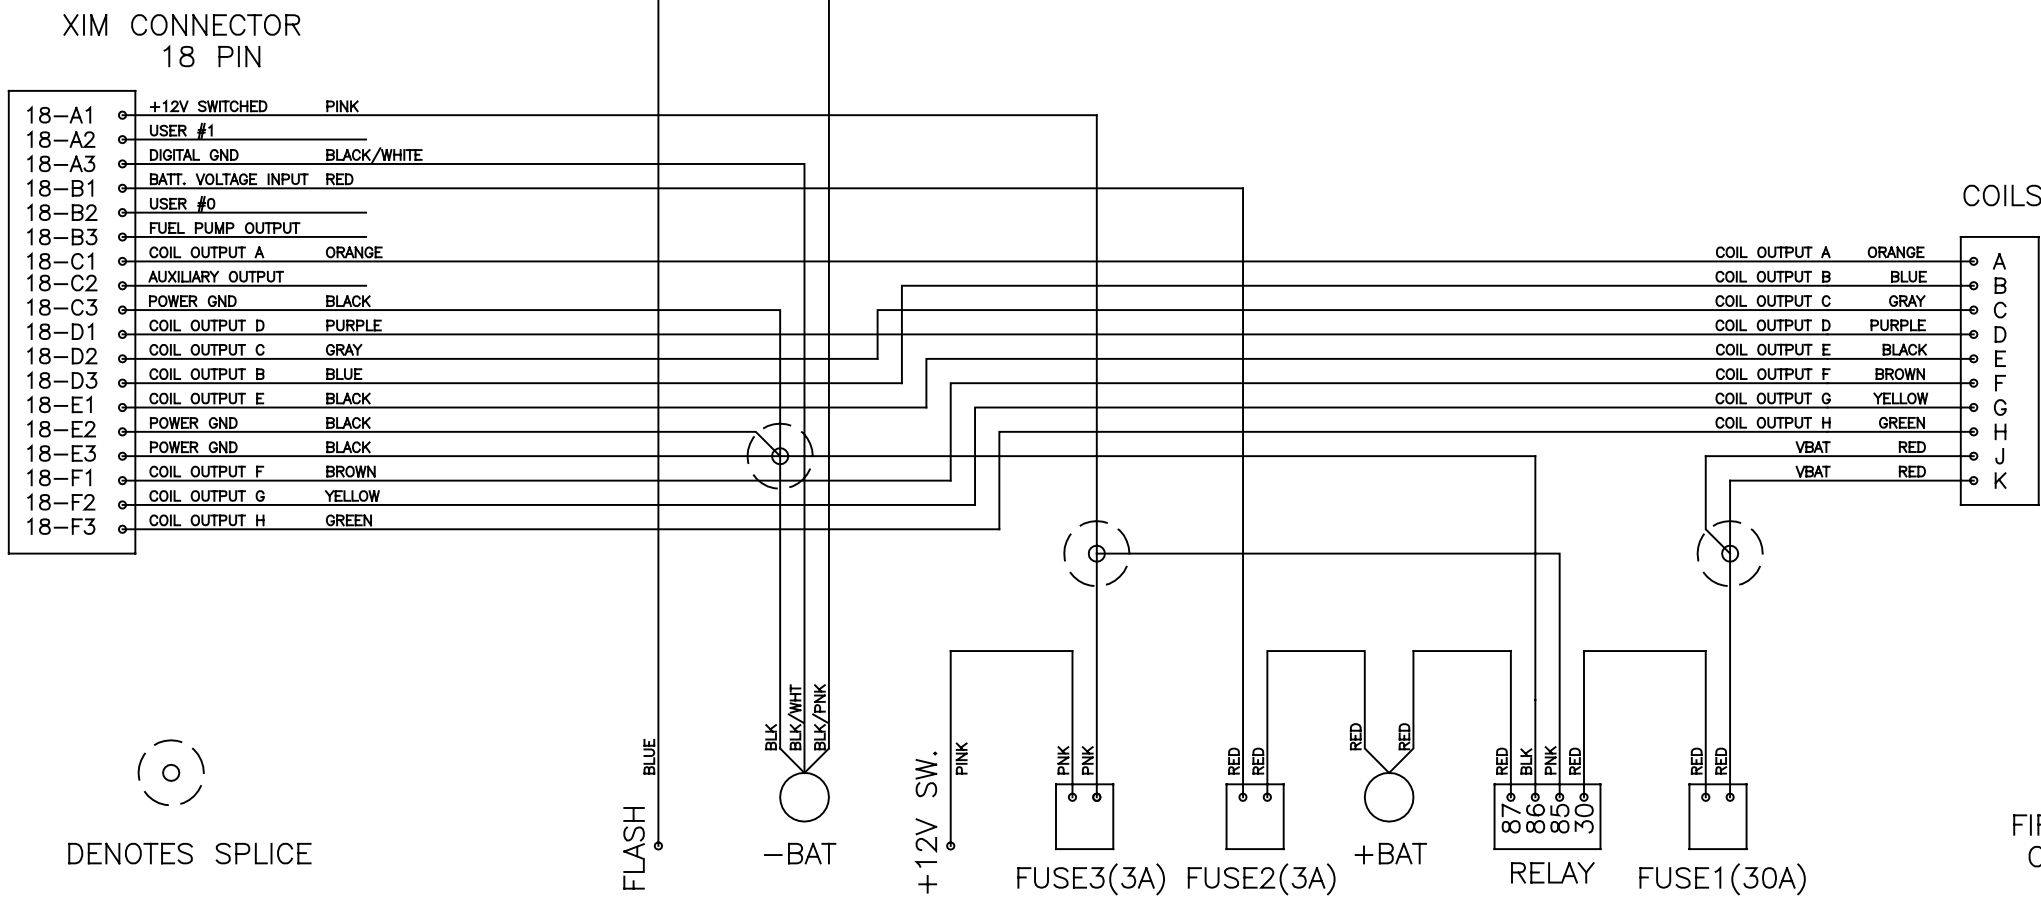 XIM CONNECTOR
18 PIN
18-A1 +12V SWITCHED PINK
18-A2 USER #1
18-A3 DIGITAL GND BLACK/WHITE
18-B1 BATT. VOLTAGE INPUT RED
18-B2 USER #0
18-B3 FUEL PUMP OUTPUT
18-C1 COIL OUTPUT A ORANGE
18-C2 AUXILIARY OUTPUT
18-C3 POWER GND BLACK
18-D1 COIL OUTPUT D PURPLE
18-D2 COIL OUTPUT C GRAY
18-D3 COIL OUTPUT B BLUE
18-E1 COIL OUTPUT E BLACK
18-E2 POWER GND BLACK
18-E3 POWER GND BLACK
18-F1 COIL OUTPUT F BROWN
18-F2 COIL OUTPUT G YELLOW
18-F3 COIL OUTPUT H GREEN
COILS
COIL OUTPUT A ORANGE A
COIL OUTPUT B BLUE B
COIL OUTPUT C GRAY C
COIL OUTPUT D PURPLE D
COIL OUTPUT E BLACK E
COIL OUTPUT F BROWN F
COIL OUTPUT G YELLOW G
COIL OUTPUT H GREEN H
VBAT RED J
VBAT RED K
DENOTES SPLICE
BLUE
FLASH
BLK
BLK/WHT
BLK/PNK
-BAT
+12V SW.
PINK
PNK
PNK
FUSE3(3A)
RED
RED
FUSE2(3A)
RED
RED
+BAT
RED
BLK
PNK
RED
87
86
85
30
RELAY
RED
RED
FUSE1(30A)